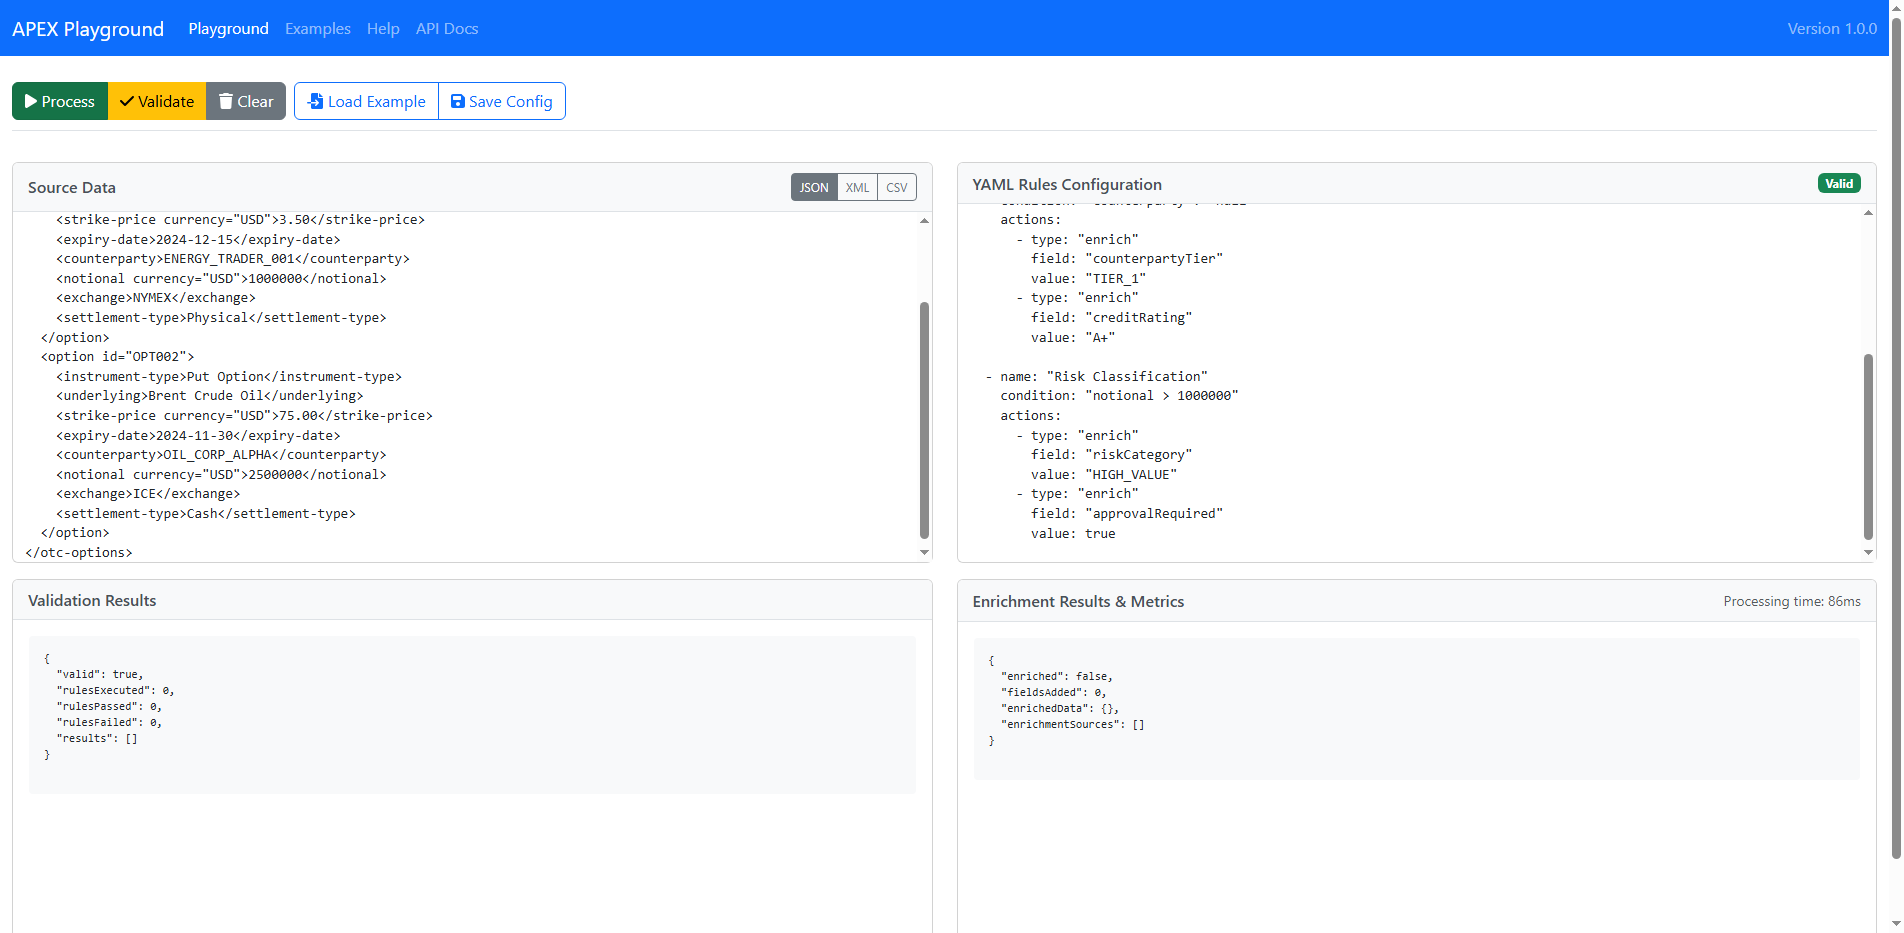 APEX Playground Playground Examples Help API Docs Version 1.0.0
Process Validate Clear Load Example Save Config
Source Data JSON XML CSV
<strike-price currency="USD">3.50</strike-price>
<expiry-date>2024-12-15</expiry-date>
<counterparty>ENERGY_TRADER_001</counterparty>
<notional currency="USD">1000000</notional>
<exchange>NYMEX</exchange>
<settlement-type>Physical</settlement-type>
</option>
<option id="OPT002">
<instrument-type>Put Option</instrument-type>
<underlying>Brent Crude Oil</underlying>
<strike-price currency="USD">75.00</strike-price>
<expiry-date>2024-11-30</expiry-date>
<counterparty>OIL_CORP_ALPHA</counterparty>
<notional currency="USD">2500000</notional>
<exchange>ICE</exchange>
<settlement-type>Cash</settlement-type>
</option>
</otc-options>
YAML Rules Configuration Valid
actions:
- type: "enrich"
field: "counterpartyTier"
value: "TIER_1"
- type: "enrich"
field: "creditRating"
value: "A+"
- name: "Risk Classification"
condition: "notional > 1000000"
actions:
- type: "enrich"
field: "riskCategory"
value: "HIGH_VALUE"
- type: "enrich"
field: "approvalRequired"
value: true
Validation Results
{
"valid": true,
"rulesExecuted": 0,
"rulesPassed": 0,
"rulesFailed": 0,
"results": []
}
Enrichment Results & Metrics Processing time: 86ms
{
"enriched": false,
"fieldsAdded": 0,
"enrichedData": {},
"enrichmentSources": []
}